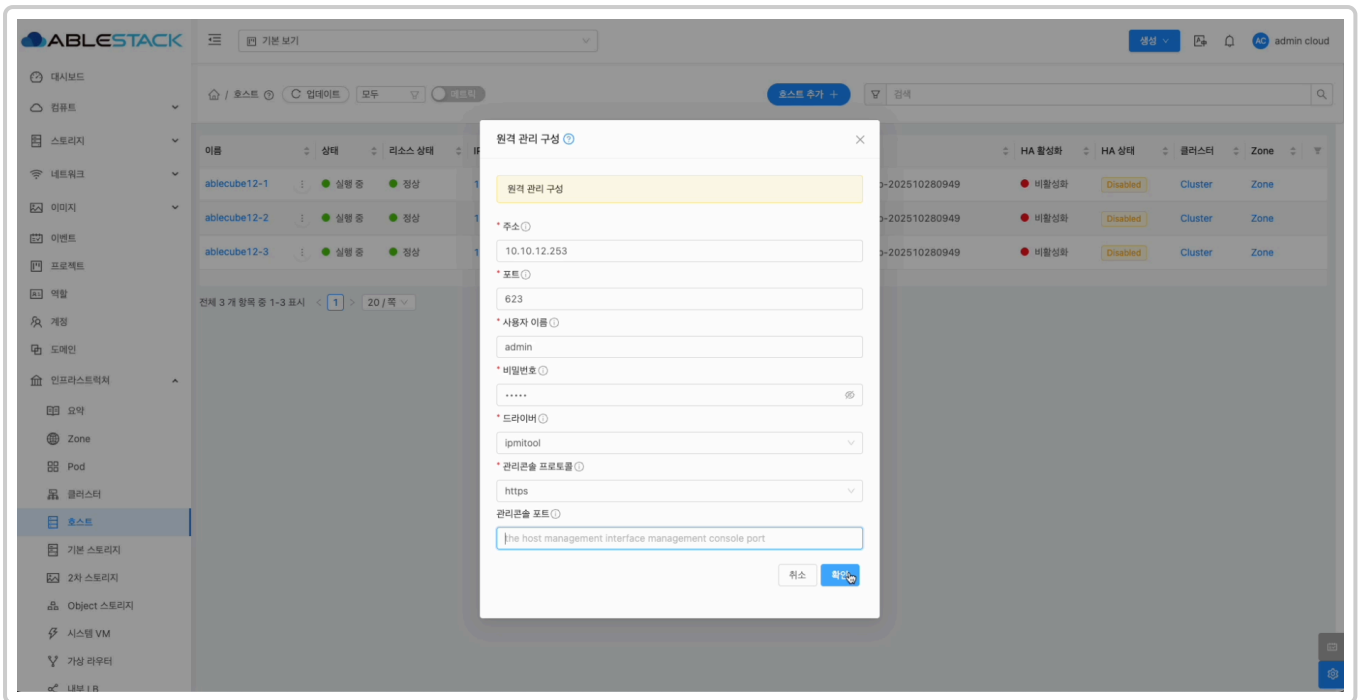 ABLESTACK
기본 보기
생성
AC admin cloud
대시보드
컴퓨트
스토리지
네트워크
이미지
이벤트
프로젝트
역할
계정
도메인
인프라스트럭쳐
요약
Zone
Pod
클러스터
호스트
기본 스토리지
2차 스토리지
Object 스토리지
시스템 VM
가상 라우터
내부 LB
/ 호스트 업데이트 모두 메트릭
호스트 추가 + 검색
이름 상태 리소스 상태 HA 활성화 HA 상태 클러스터 Zone
ablecube12-1 실행 중 정상 -202510280949 비활성화 Disabled Cluster Zone
ablecube12-2 실행 중 정상 -202510280949 비활성화 Disabled Cluster Zone
ablecube12-3 실행 중 정상 -202510280949 비활성화 Disabled Cluster Zone
전체 3 개 항목 중 1-3 표시 < 1 > 20 / 쪽
원격 관리 구성
원격 관리 구성
* 주소
10.10.12.253
* 포트
623
* 사용자 이름
admin
* 비밀번호
•••••
* 드라이버
ipmitool
* 관리콘솔 프로토콜
https
관리콘솔 포트
the host management interface management console port
취소 확인